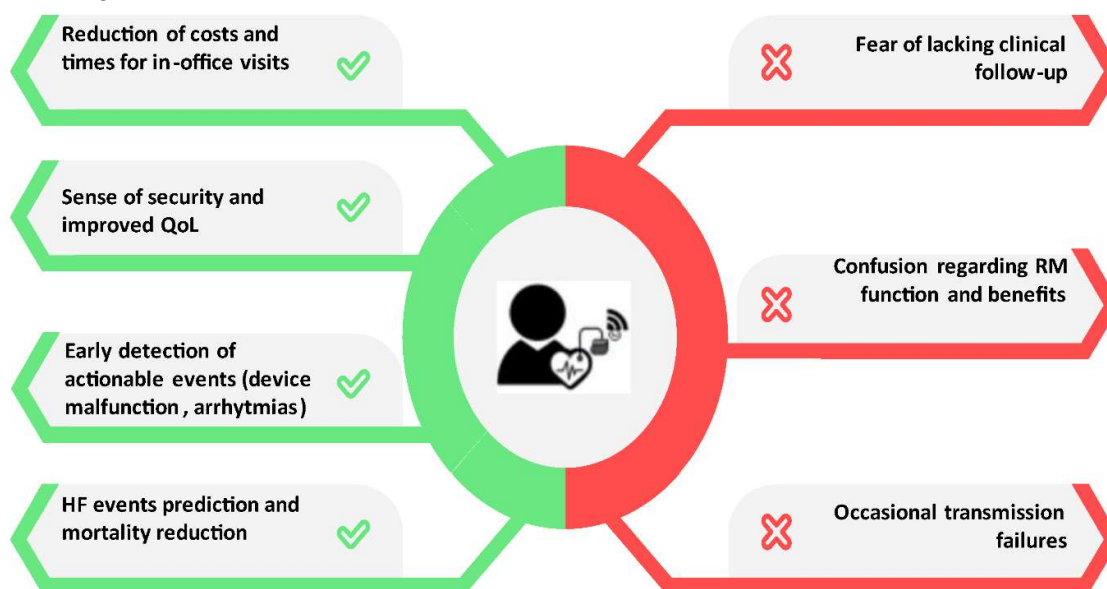 Reduction of costs and
times for in-office visits
Sense of security and
improved QoL
Early detection of
actionable events (device
malfunction , arrhytmias)
HF events prediction and
mortality reduction
Fear of lacking clinical
follow-up
Confusion regarding RM
function and benefits
Occasional transmission
failures